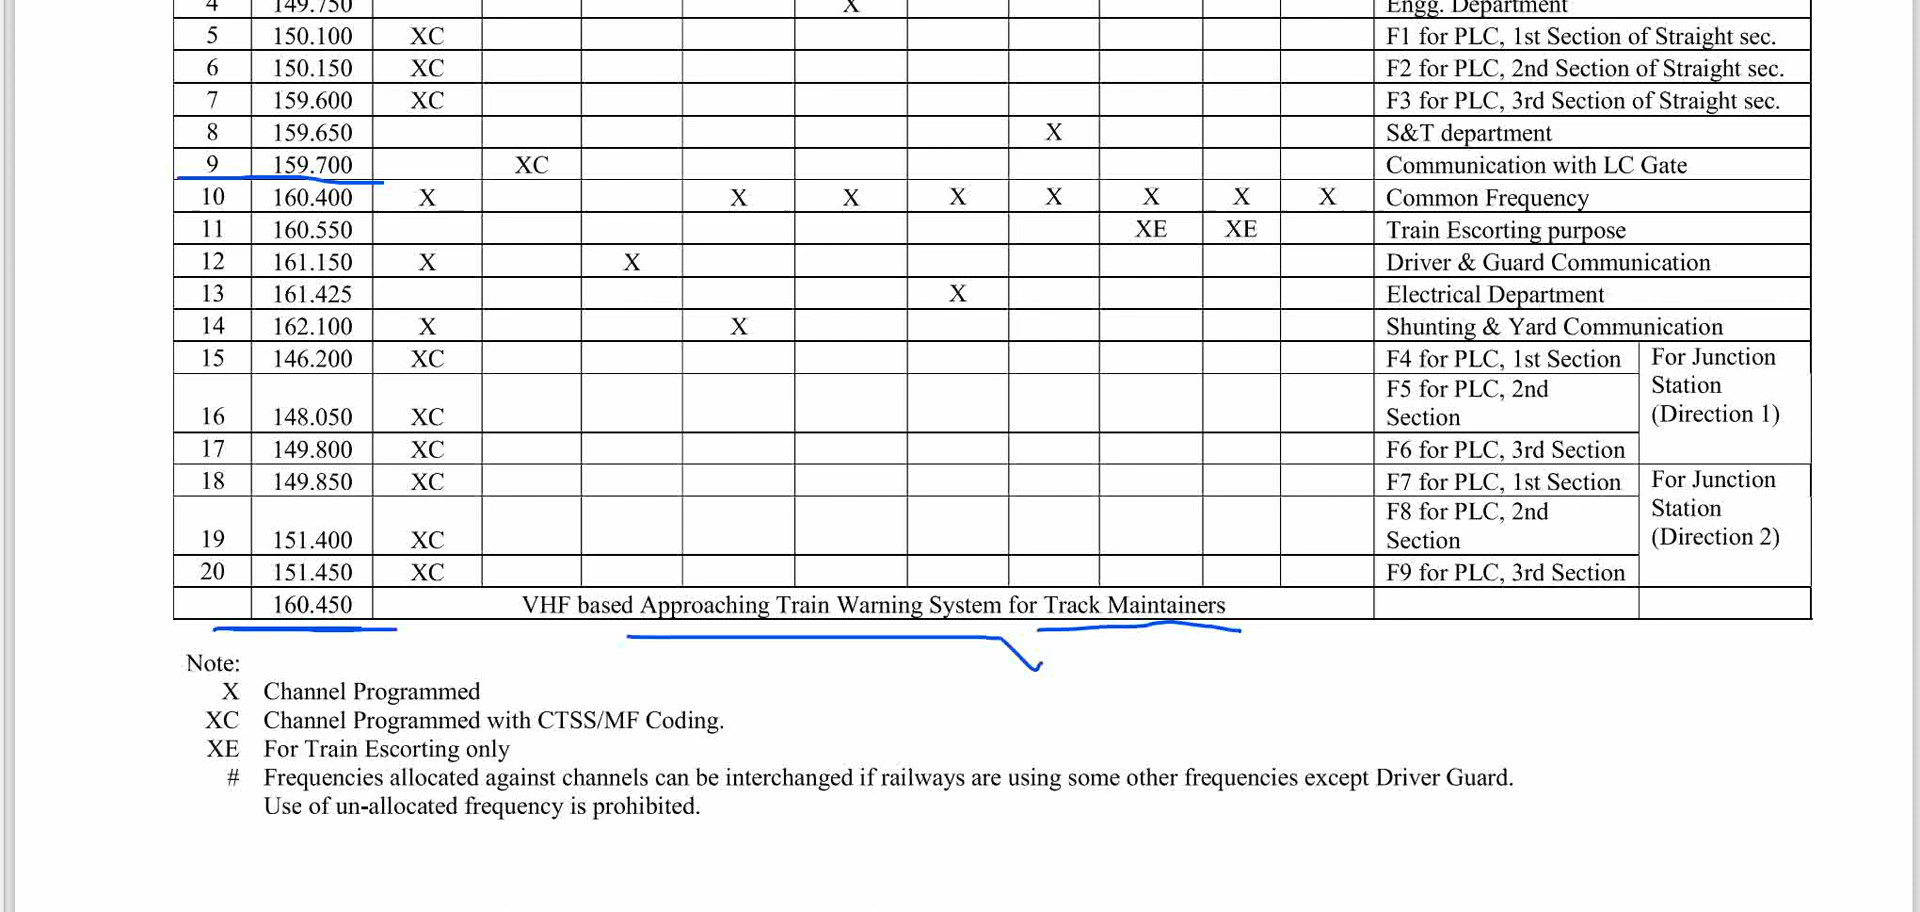 4 149.750 X Engg. Department
5 150.100 XC F1 for PLC, 1st Section of Straight sec.
6 150.150 XC F2 for PLC, 2nd Section of Straight sec.
7 159.600 XC F3 for PLC, 3rd Section of Straight sec.
8 159.650 X S&T department
9 159.700 XC Communication with LC Gate
10 160.400 X X X X X X X X Common Frequency
11 160.550 XE XE Train Escorting purpose
12 161.150 X X Driver & Guard Communication
13 161.425 X Electrical Department
14 162.100 X X Shunting & Yard Communication
15 146.200 XC F4 for PLC, 1st Section For Junction
F5 for PLC, 2nd Station
16 148.050 XC Section (Direction 1)
17 149.800 XC F6 for PLC, 3rd Section
18 149.850 XC F7 for PLC, 1st Section For Junction
F8 for PLC, 2nd Station
19 151.400 XC Section (Direction 2)
20 151.450 XC F9 for PLC, 3rd Section
160.450 VHF based Approaching Train Warning System for Track Maintainers
Note:
X Channel Programmed
XC Channel Programmed with CTSS/MF Coding.
XE For Train Escorting only
# Frequencies allocated against channels can be interchanged if railways are using some other frequencies except Driver Guard.
Use of un-allocated frequency is prohibited.